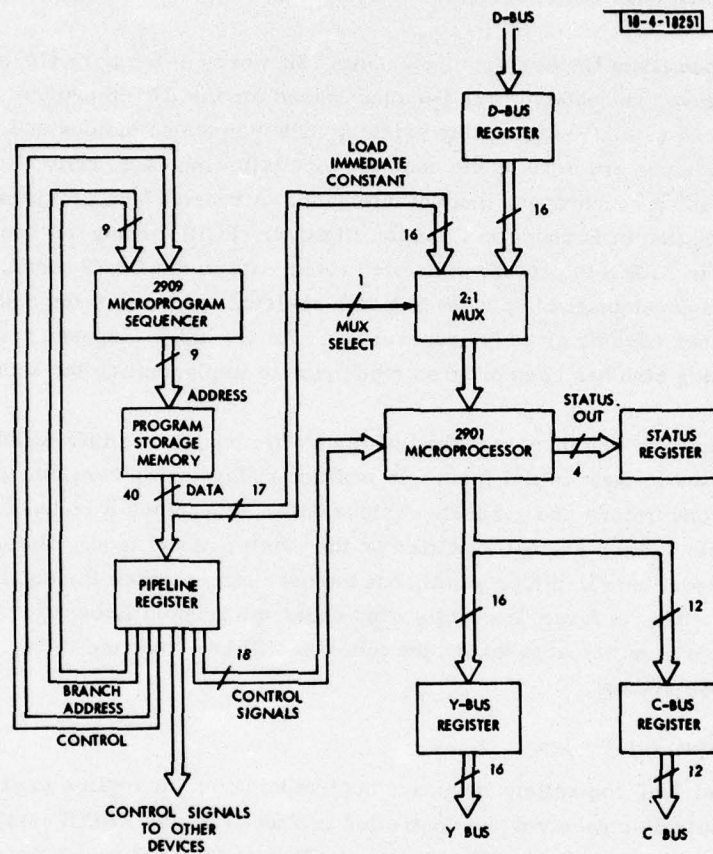 18-4-18251
D-BUS
D-BUS
REGISTER
LOAD
IMMEDIATE
CONSTANT
9
16
16
2909
MICROPROGRAM
SEQUENCER
1
MUX
SELECT
2:1
MUX
9
ADDRESS
PROGRAM
STORAGE
MEMORY
2901
MICROPROCESSOR
STATUS
OUT
4
STATUS
REGISTER
40
DATA
17
PIPELINE
REGISTER
16
12
18
BRANCH
ADDRESS
CONTROL
SIGNALS
CONTROL
Y-BUS
REGISTER
C-BUS
REGISTER
16
12
CONTROL SIGNALS
TO OTHER
DEVICES
Y BUS
C BUS